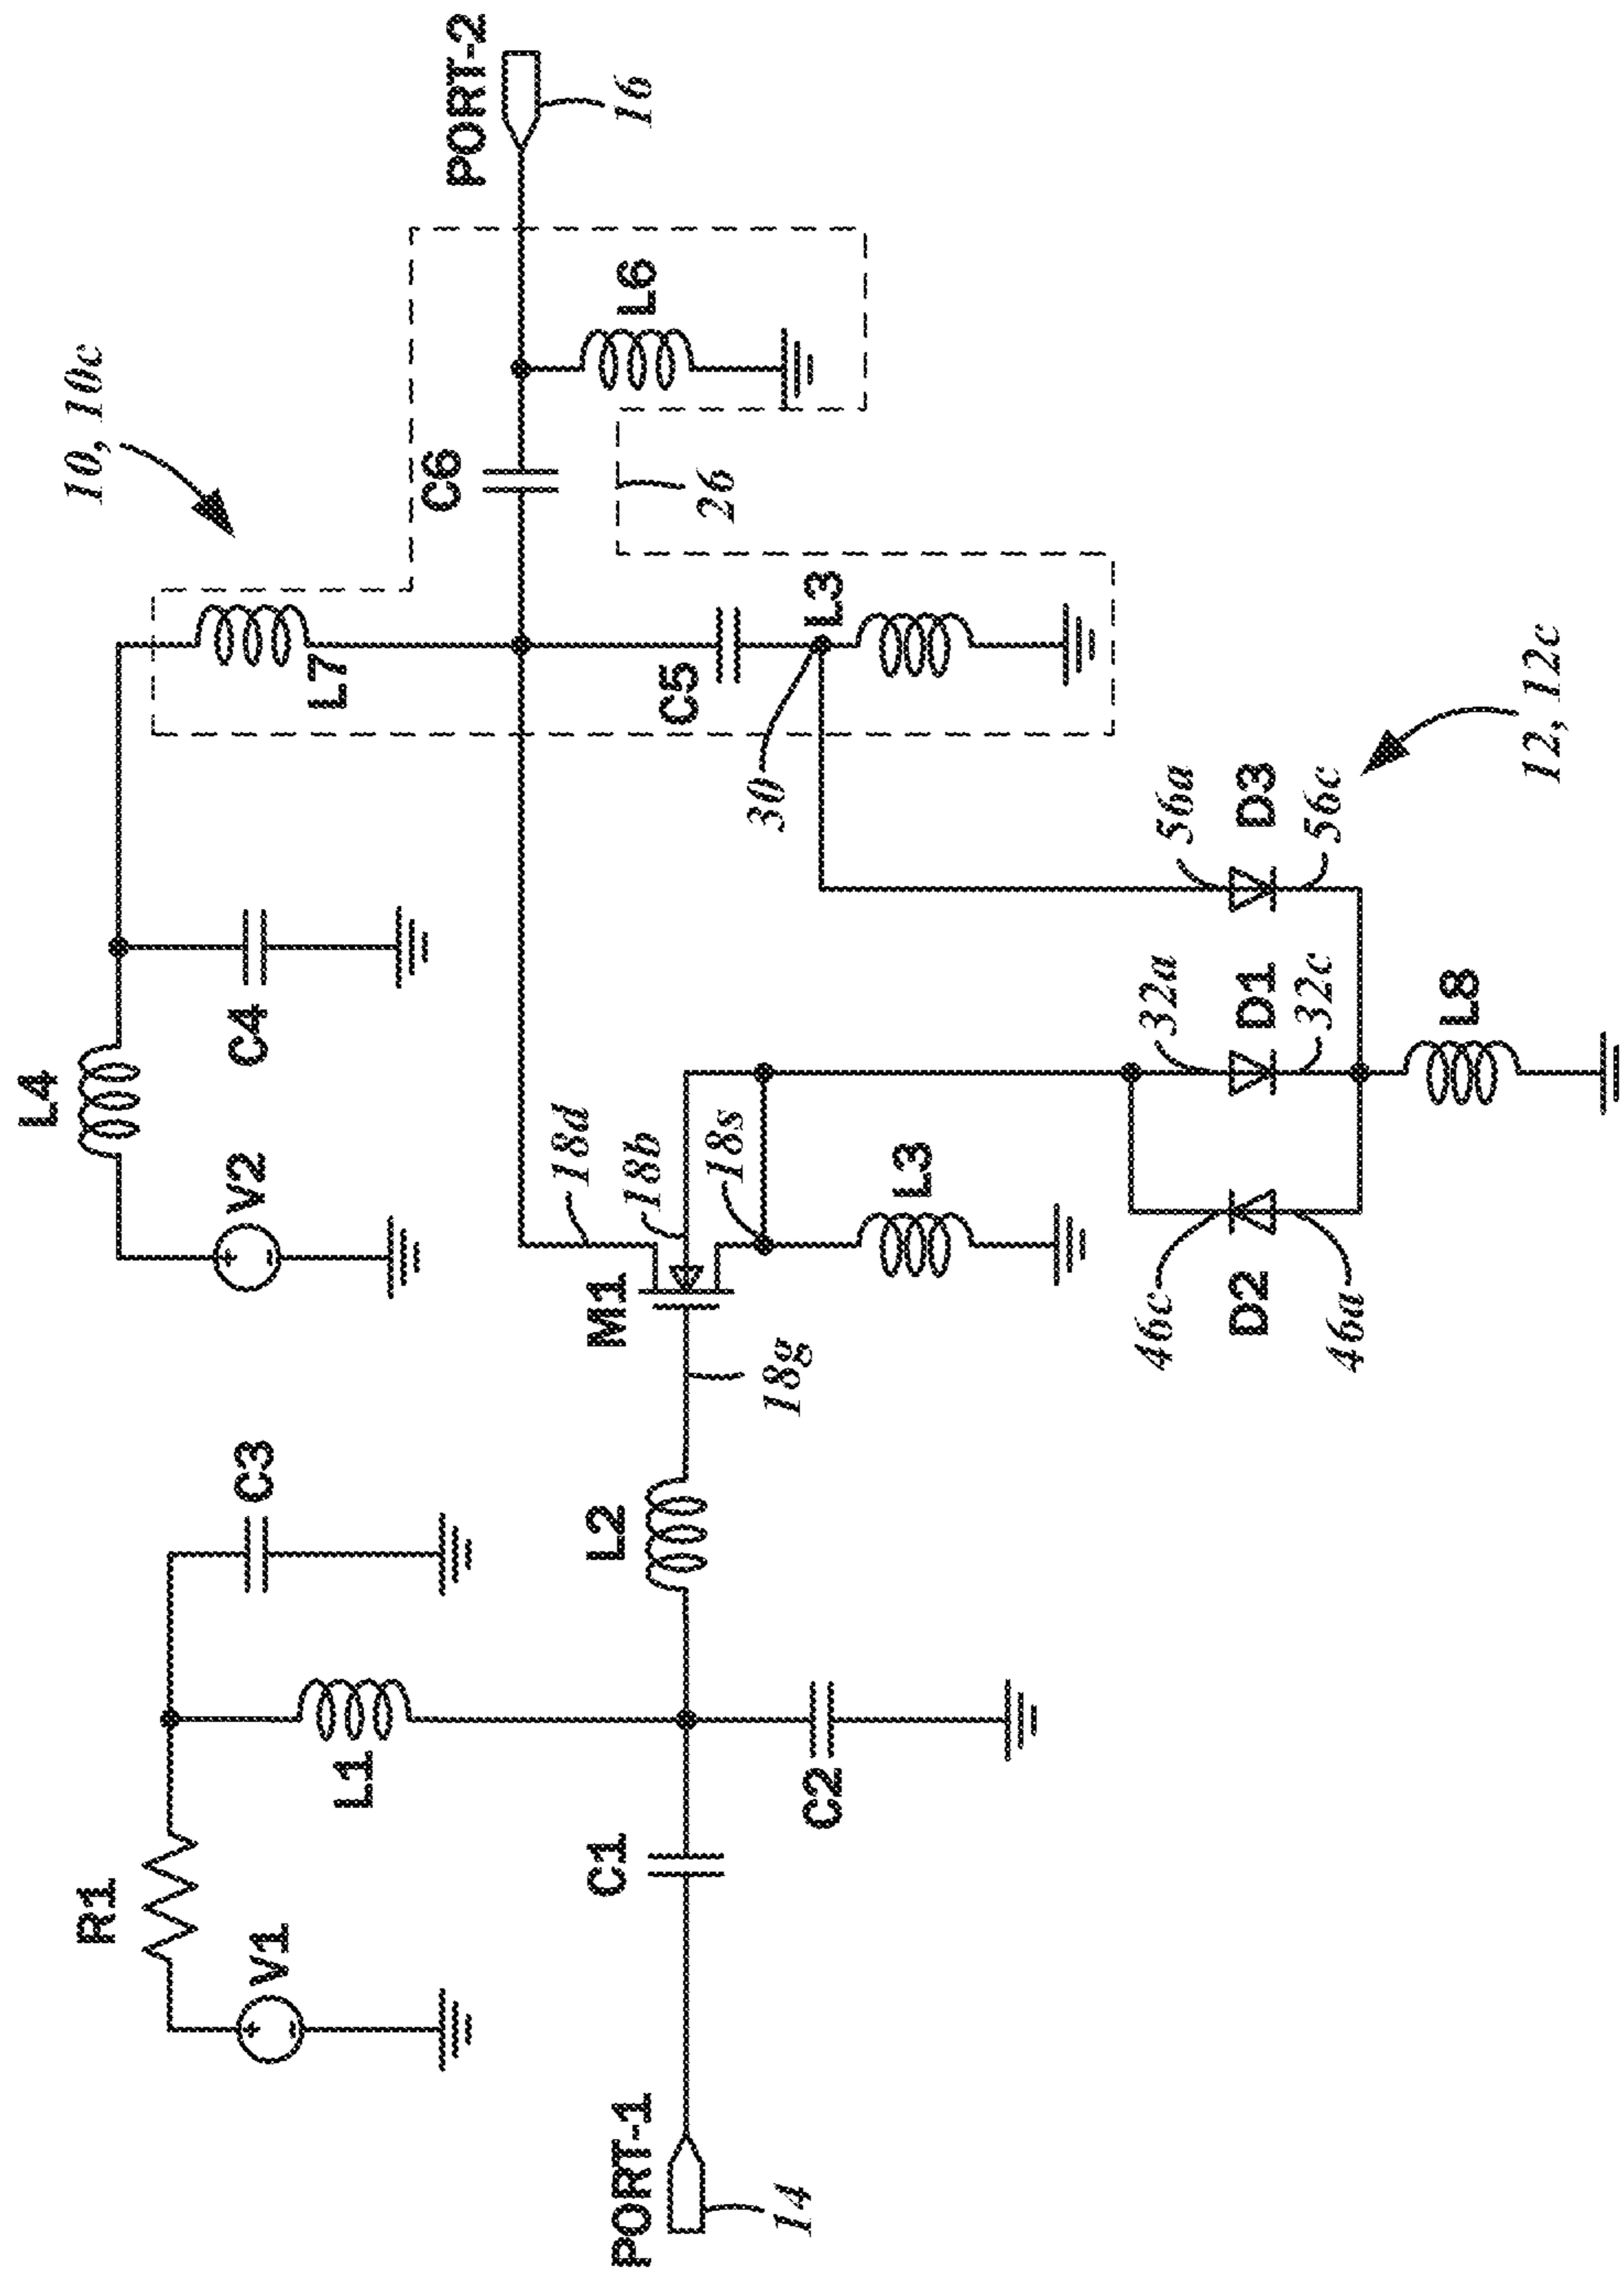 10, 10c
L4
R1
V2
C4
C3
V1
L1
L7
PORT-2
16
C6
L6
26
18d
M1
18b
18s
18g
L2
C1
PORT-1
14
C2
C5
L3
30
L3
56a
D3
56c
32a
D1
32c
46c
D2
46a
L8
12, 12c